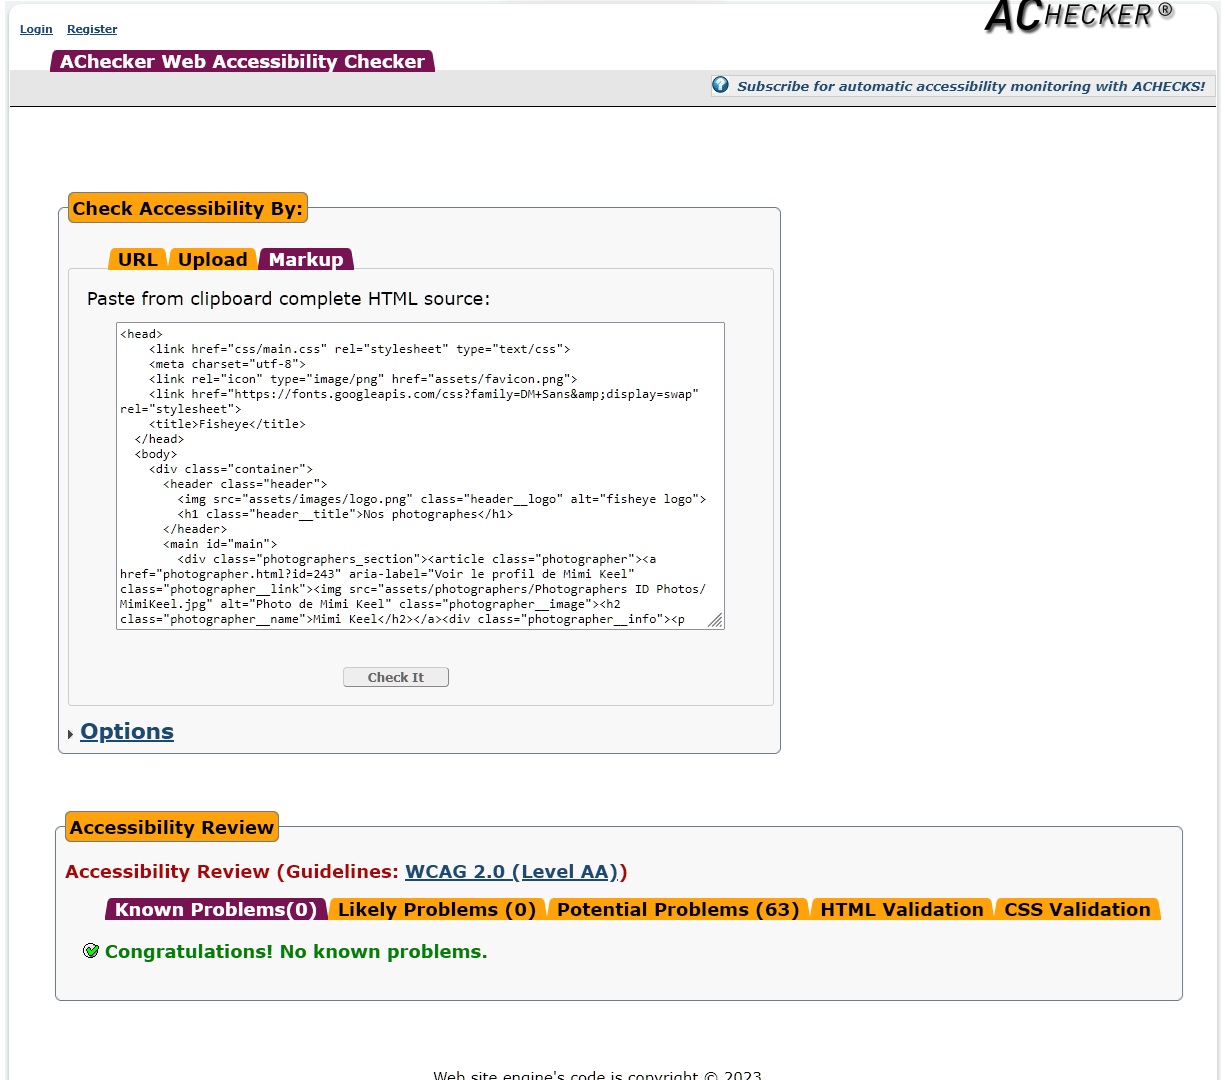 Login Register
ACHECKER ®
AChecker Web Accessibility Checker
Subscribe for automatic accessibility monitoring with ACHECKS!
Check Accessibility By:
URL Upload Markup
Paste from clipboard complete HTML source:
<head>
<link href="css/main.css" rel="stylesheet" type="text/css">
<meta charset="utf-8">
<link rel="icon" type="image/png" href="assets/favicon.png">
<link href="https://fonts.googleapis.com/css?family=DM+Sans&amp;display=swap"
rel="stylesheet">
<title>Fisheye</title>
</head>
<body>
<div class="container">
<header class="header">
<img src="assets/images/logo.png" class="header__logo" alt="fisheye logo">
<h1 class="header__title">Nos photographes</h1>
</header>
<main id="main">
<div class="photographers_section"><article class="photographer"><a
href="photographer.html?id=243" aria-label="Voir le profil de Mimi Keel"
class="photographer__link"><img src="assets/photographers/Photographers ID Photos/
MimiKeel.jpg" alt="Photo de Mimi Keel" class="photographer__image"><h2
class="photographer__name">Mimi Keel</h2></a><div class="photographer__info"><p
Check It
Options
Accessibility Review
Accessibility Review (Guidelines: WCAG 2.0 (Level AA))
Known Problems(0) Likely Problems (0) Potential Problems (63) HTML Validation CSS Validation
Congratulations! No known problems.
Web site engine's code is copyright © 2023